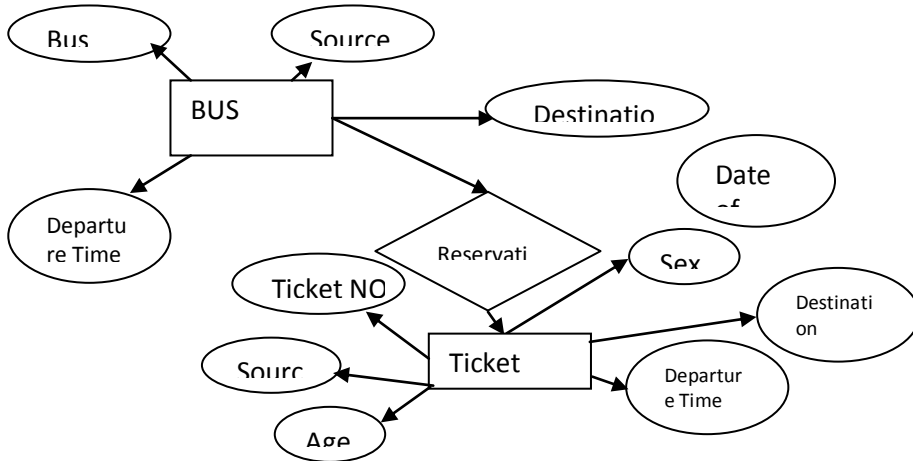 Bus
Source
BUS
Destinatio
Date
of
Departu
re Time
Reservati
Sex
Ticket NO
Destinati
on
Ticket
Sourc
Departur
e Time
Age